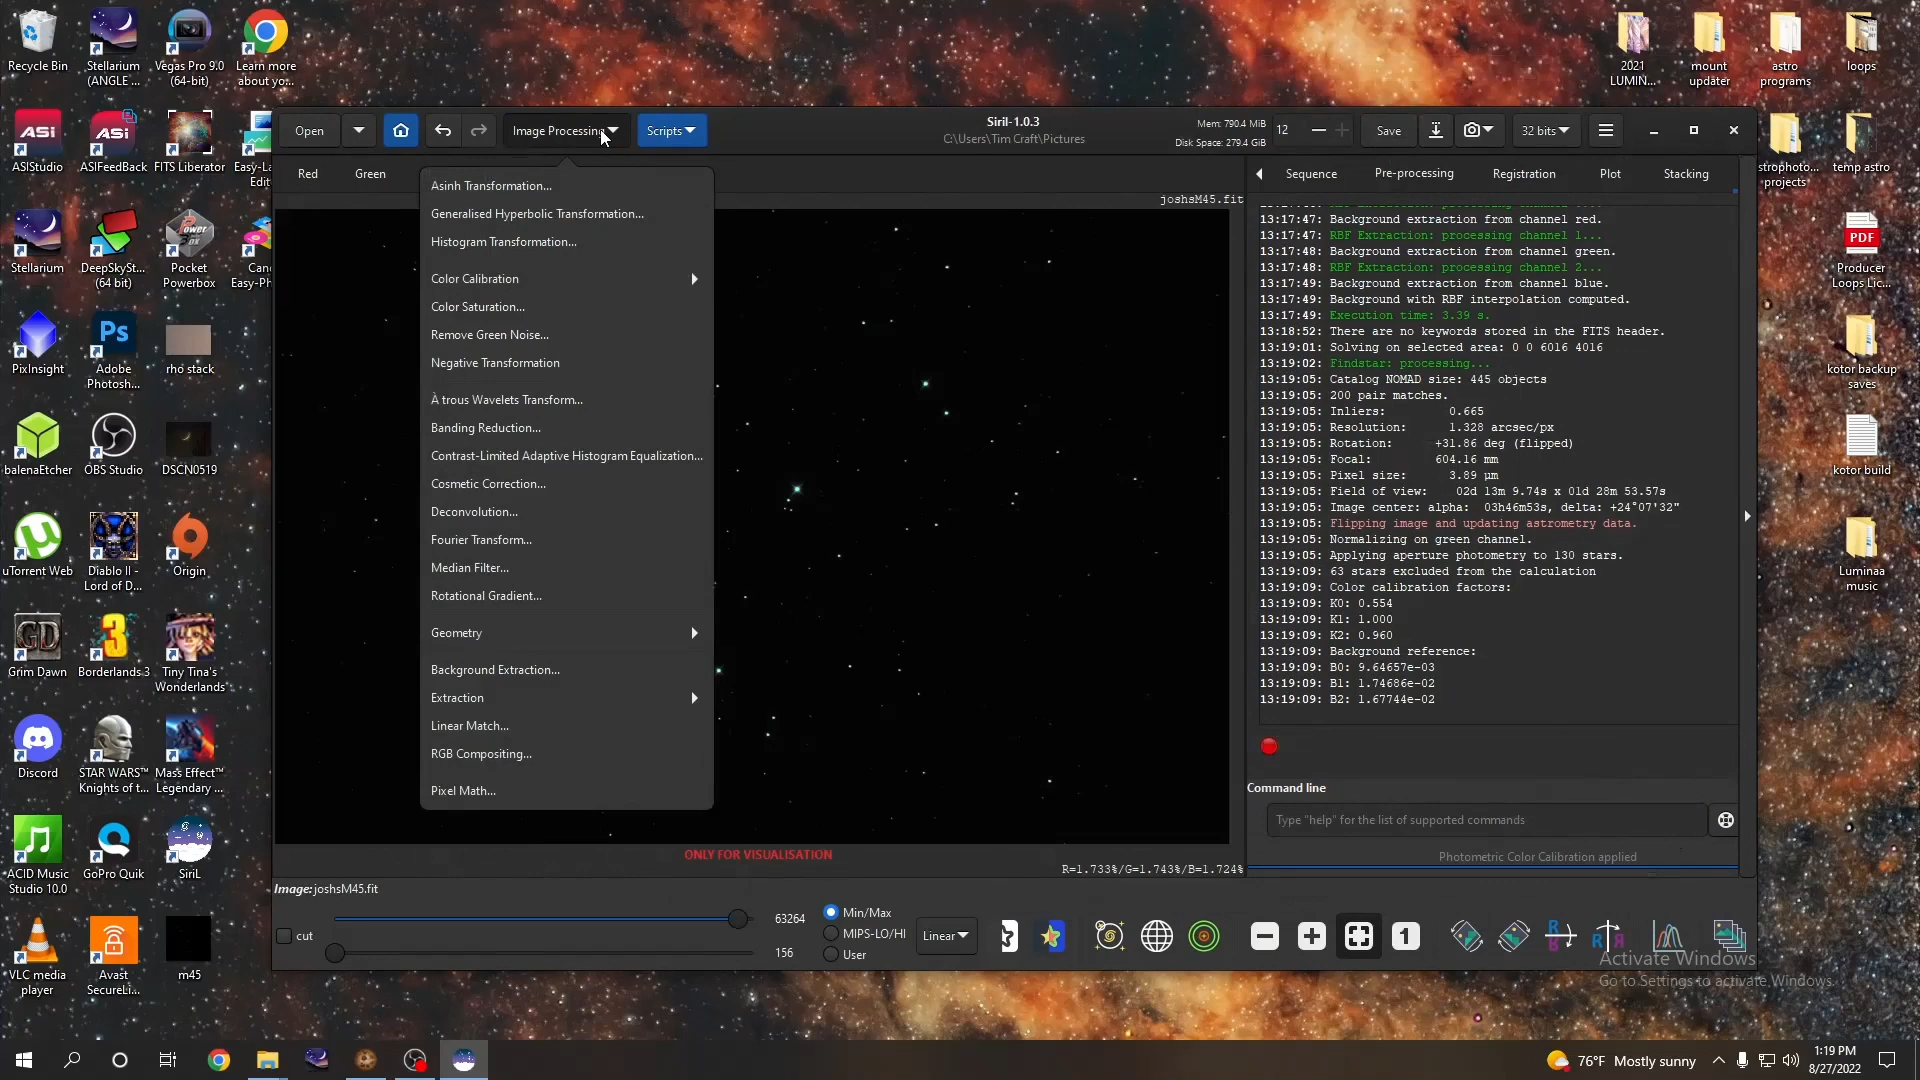 Recycle Bin
Stellarium
(ANGLE ...
Vegas Pro 9.0
(64-bit)
Learn more
about yo...
2021
LUMIN...
mount
updater
astro
programs
loops
ASIStudio
ASIFeedBack
FITS Liberator
Easy-La
Edit
strophoto...
projects
temp astro
Stellarium
DeepSkySt...
(64 bit)
Pocket
Powerbox
Can
Easy-Ph
Producer
Loops Lic...
PixInsight
Adobe
Photosh...
rho stack
kotor backup
saves
balenaEtcher
OBS Studio
DSCN0519
kotor build
uTorrent Web
Diablo II -
Lord of D...
Origin
Luminaa
music
Grim Dawn
Borderlands 3
Tiny Tina's
Wonderlands
Discord
STAR WARS™
Knights of t...
Mass Effect™
Legendary ...
ACID Music
Studio 10.0
GoPro Quik
SiriL
VLC media
player
Avast
SecureLi...
m45
Open
Image Processing
Scripts
Siril-1.0.3
C:\Users\Tim Craft\Pictures
Mem: 790.4 MiB
Disk Space: 279.4 GiB
12
Save
32 bits
Red
Green
joshsM45.fit
Asinh Transformation...
Generalised Hyperbolic Transformation...
Histogram Transformation...
Color Calibration
Color Saturation...
Remove Green Noise...
Negative Transformation
À trous Wavelets Transform...
Banding Reduction...
Contrast-Limited Adaptive Histogram Equalization...
Cosmetic Correction...
Deconvolution...
Fourier Transform...
Median Filter...
Rotational Gradient...
Geometry
Background Extraction...
Extraction
Linear Match...
RGB Compositing...
Pixel Math...
Sequence
Pre-processing
Registration
Plot
Stacking
13:17:47: Background extraction from channel red.
13:17:47: RBF Extraction: processing channel 1...
13:17:48: Background extraction from channel green.
13:17:48: RBF Extraction: processing channel 2...
13:17:49: Background extraction from channel blue.
13:17:49: Background with RBF interpolation computed.
13:17:49: Execution time: 3.39 s.
13:18:52: There are no keywords stored in the FITS header.
13:19:01: Solving on selected area: 0 0 6016 4016
13:19:02: Findstar: processing...
13:19:05: Catalog NOMAD size: 445 objects
13:19:05: 200 pair matches.
13:19:05: Inliers: 0.665
13:19:05: Resolution: 1.328 arcsec/px
13:19:05: Rotation: +31.86 deg (flipped)
13:19:05: Focal: 604.16 mm
13:19:05: Pixel size: 3.89 µm
13:19:05: Field of view: 02d 13m 9.74s x 01d 28m 53.57s
13:19:05: Image center: alpha: 03h46m53s, delta: +24°07'32"
13:19:05: Flipping image and updating astrometry data.
13:19:05: Normalizing on green channel.
13:19:05: Applying aperture photometry to 130 stars.
13:19:09: 63 stars excluded from the calculation
13:19:09: Color calibration factors:
13:19:09: K0: 0.554
13:19:09: K1: 1.000
13:19:09: K2: 0.960
13:19:09: Background reference:
13:19:09: B0: 9.64657e-03
13:19:09: B1: 1.74686e-02
13:19:09: B2: 1.67744e-02
Command line
Type "help" for the list of supported commands
Photometric Color Calibration applied
ONLY FOR VISUALISATION
R=1.733%/G=1.743%/B=1.724%
Image: joshsM45.fit
cut
63264
156
Min/Max
MIPS-LO/HI
User
Linear
Activate Windows
Go to Settings to activate Windows.
76°F Mostly sunny
1:19 PM
8/27/2022